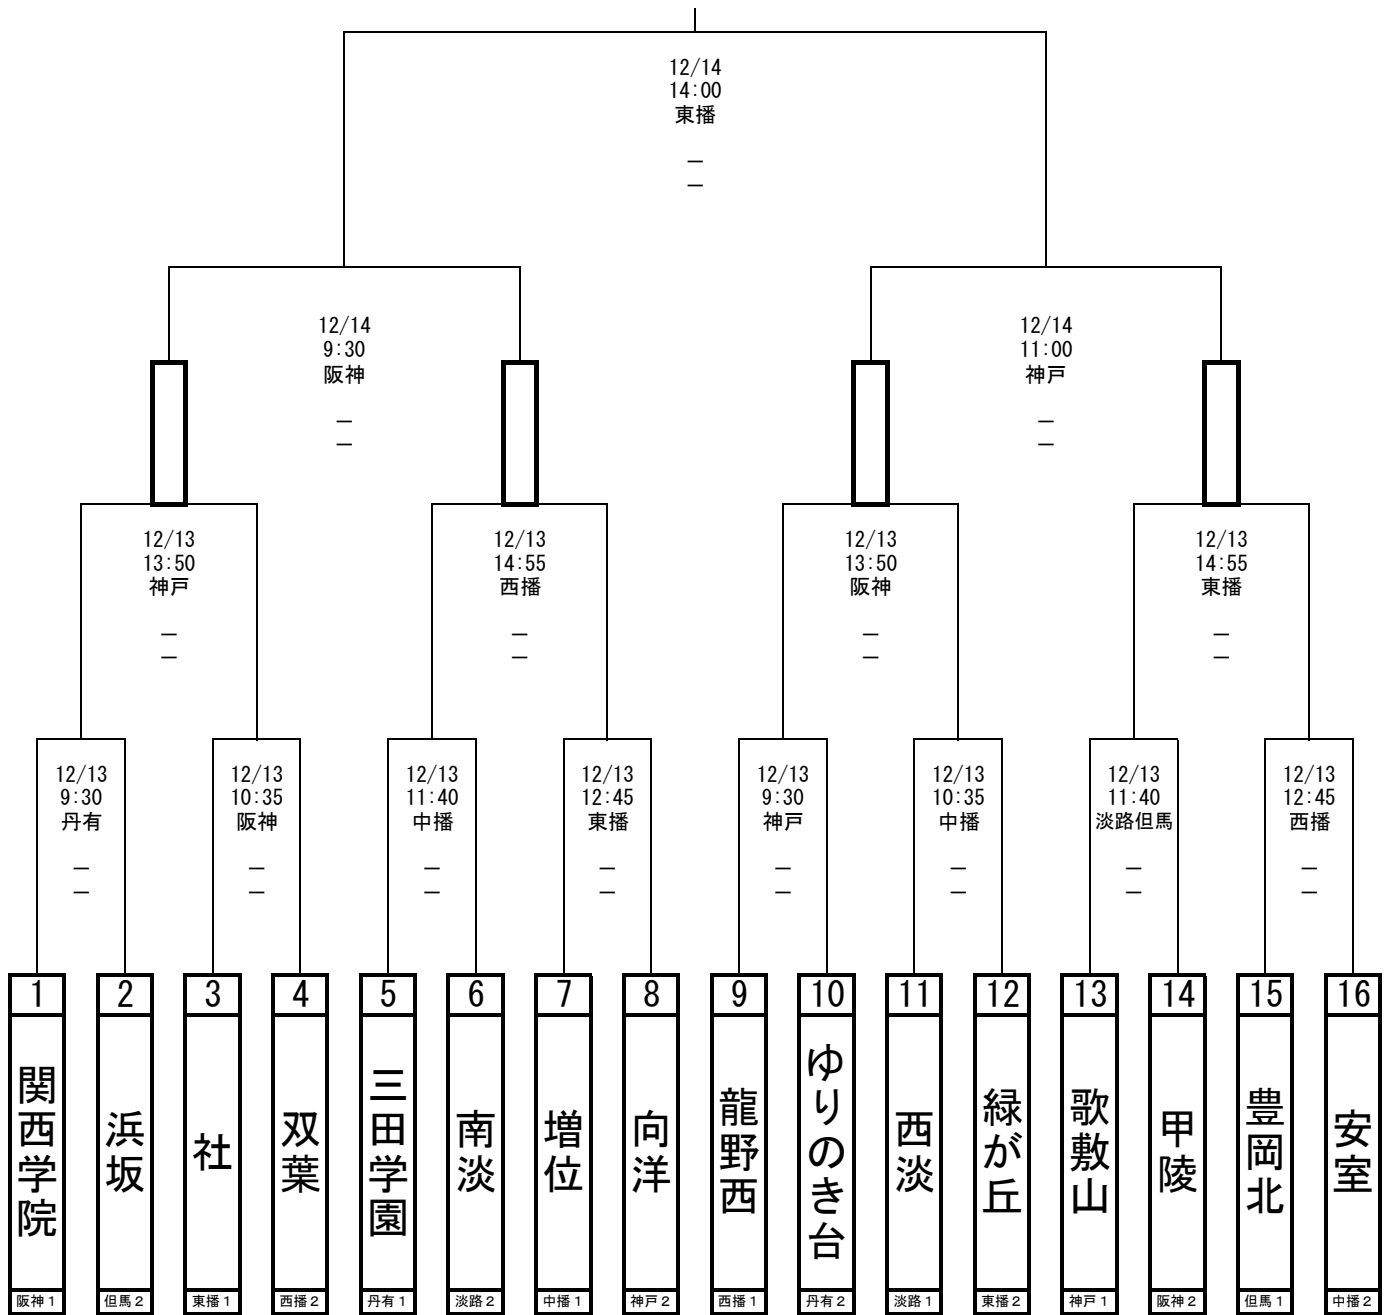 12/14
14:00
東播
―
―
12/14
9:30
阪神
―
―
12/14
11:00
神戸
―
―
12/13
13:50
神戸
―
―
12/13
14:55
西播
―
―
12/13
13:50
阪神
―
―
12/13
14:55
東播
―
―
12/13
9:30
丹有
―
―
12/13
10:35
阪神
―
―
12/13
11:40
中播
―
―
12/13
12:45
東播
―
―
12/13
9:30
神戸
―
―
12/13
10:35
中播
―
―
12/13
11:40
淡路但馬
―
―
12/13
12:45
西播
―
―
1
関西学院
阪神1
2
浜坂
但馬2
3
社
東播1
4
双葉
西播2
5
三田学園
丹有1
6
南淡
淡路2
7
増位
中播1
8
向洋
神戸2
9
龍野西
西播1
10
ゆりのき台
丹有2
11
西淡
淡路1
12
緑が丘
東播2
13
歌敷山
神戸1
14
甲陵
阪神2
15
豊岡北
但馬1
16
安室
中播2